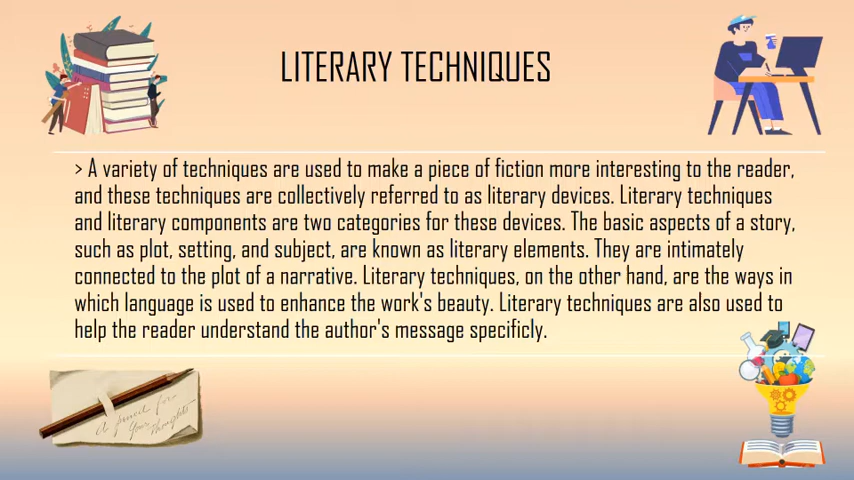 LITERARY TECHNIQUES
> A variety of techniques are used to make a piece of fiction more interesting to the reader,
and these techniques are collectively referred to as literary devices. Literary techniques
and literary components are two categories for these devices. The basic aspects of a story,
such as plot, setting, and subject, are known as literary elements. They are intimately
connected to the plot of a narrative. Literary techniques, on the other hand, are the ways in
which language is used to enhance the work's beauty. Literary techniques are also used to
help the reader understand the author's message specificly.
A pencil for
Your thoughts